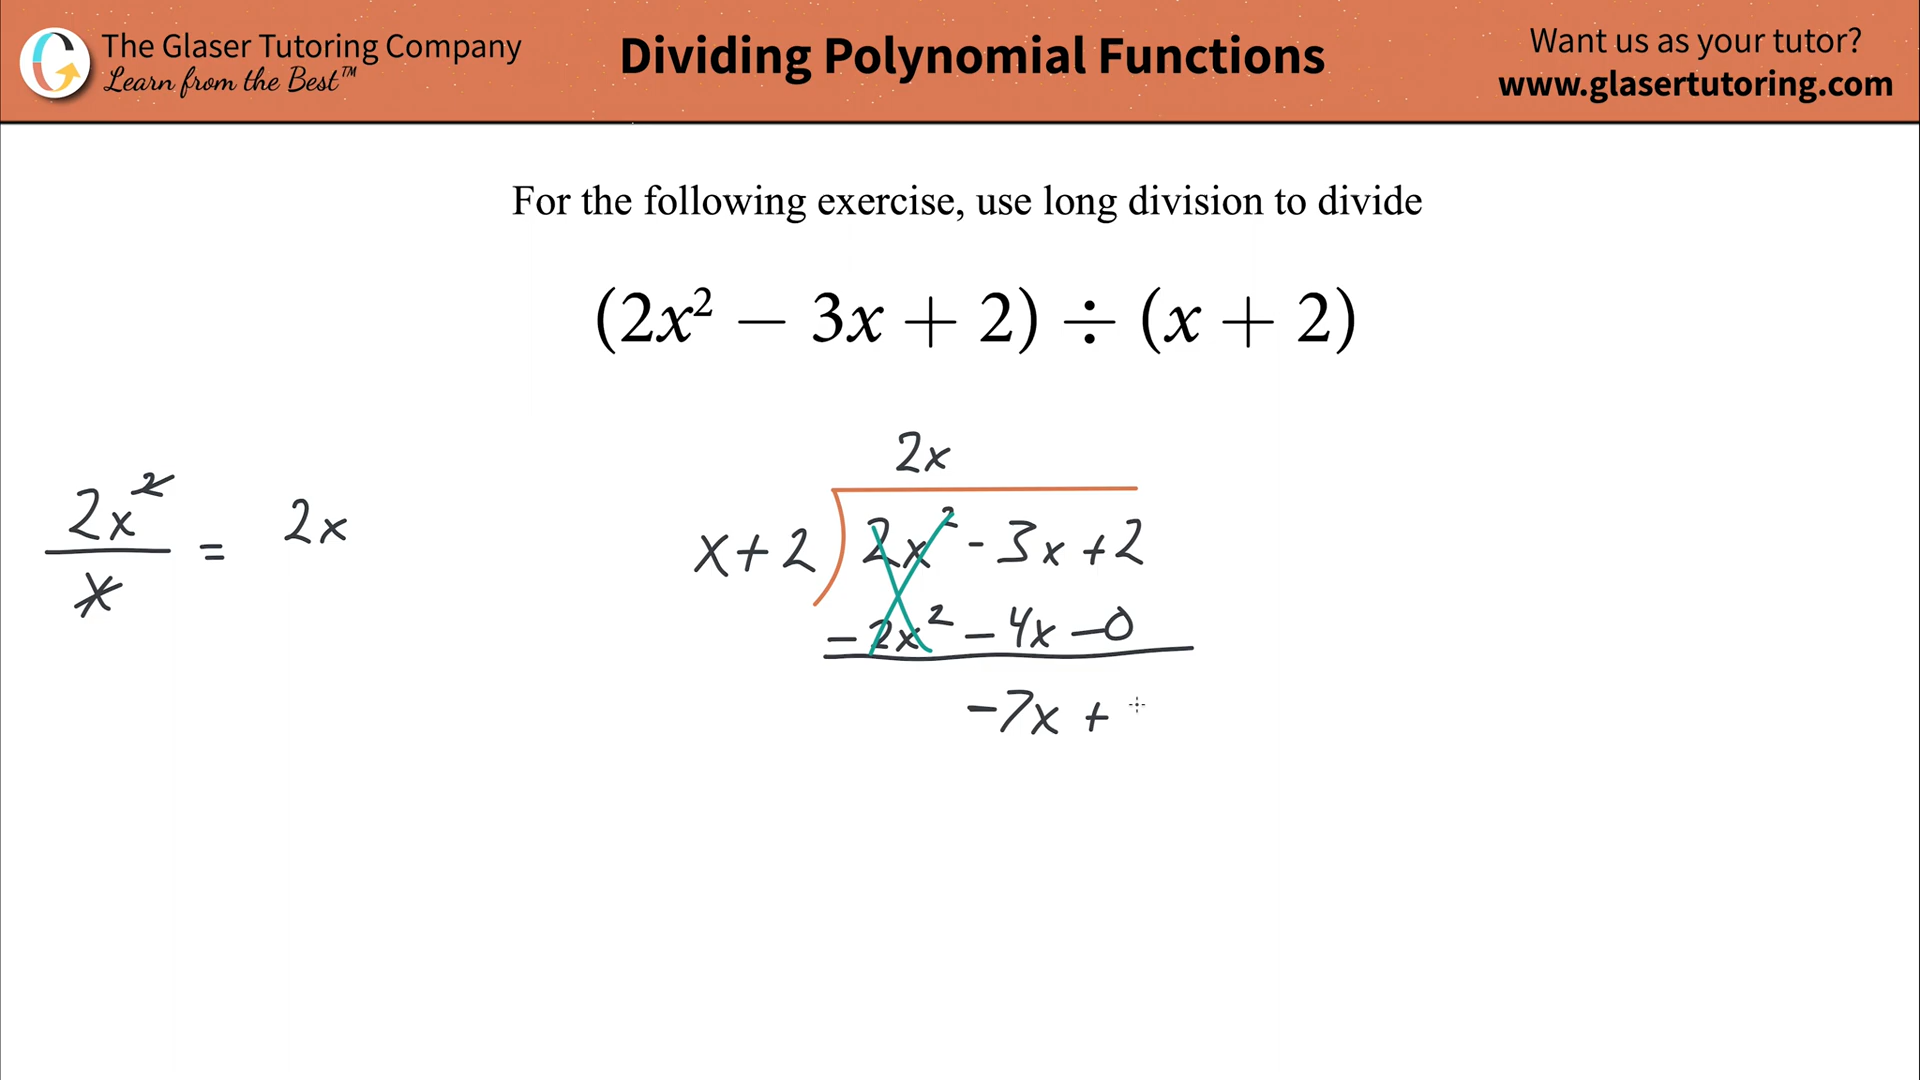 The Glaser Tutoring Company
Learn from the Best™
Dividing Polynomial Functions
Want us as your tutor?
www.glasertutoring.com
For the following exercise, use long division to divide
(2x² − 3x + 2) ÷ (x + 2)
2x
2x² / x = 2x
x+2 ) 2x² - 3x + 2
-2x² - 4x - 0
-7x +